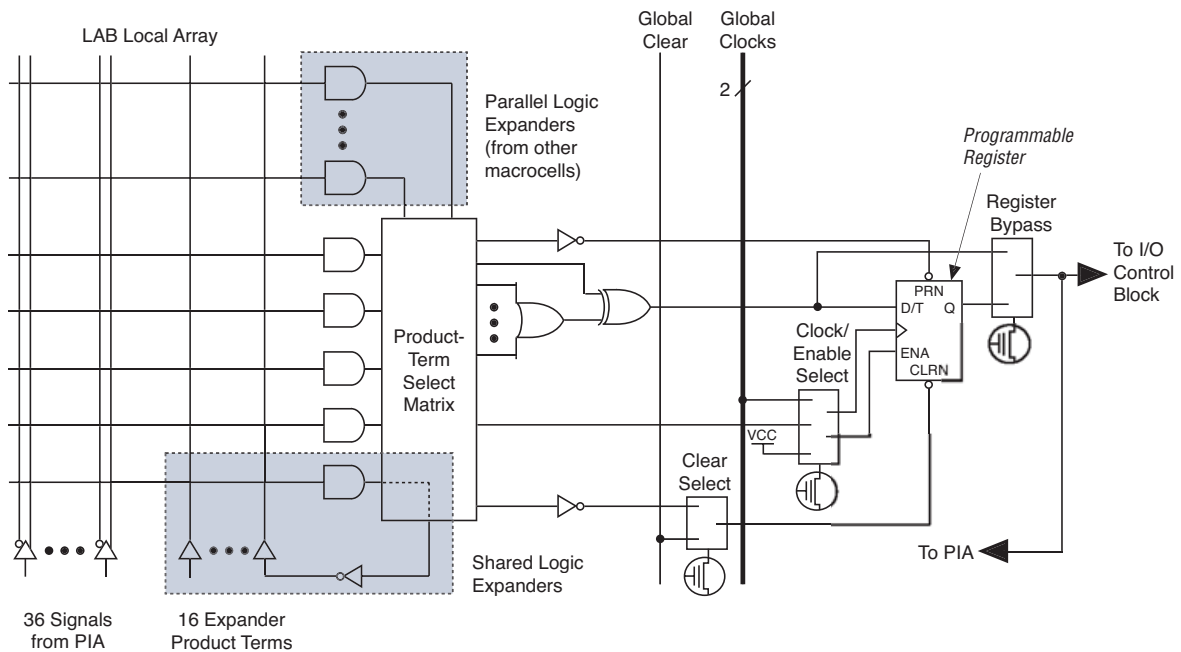 LAB Local Array
Global
Clear
Global
Clocks
2
Parallel Logic
Expanders
(from other
macrocells)
Programmable
Register
Register
Bypass
To I/O
Control
Block
PRN
D/T
Q
ENA
CLRN
Clock/
Enable
Select
Product-
Term
Select
Matrix
VCC
Clear
Select
Shared Logic
Expanders
To PIA
36 Signals
from PIA
16 Expander
Product Terms